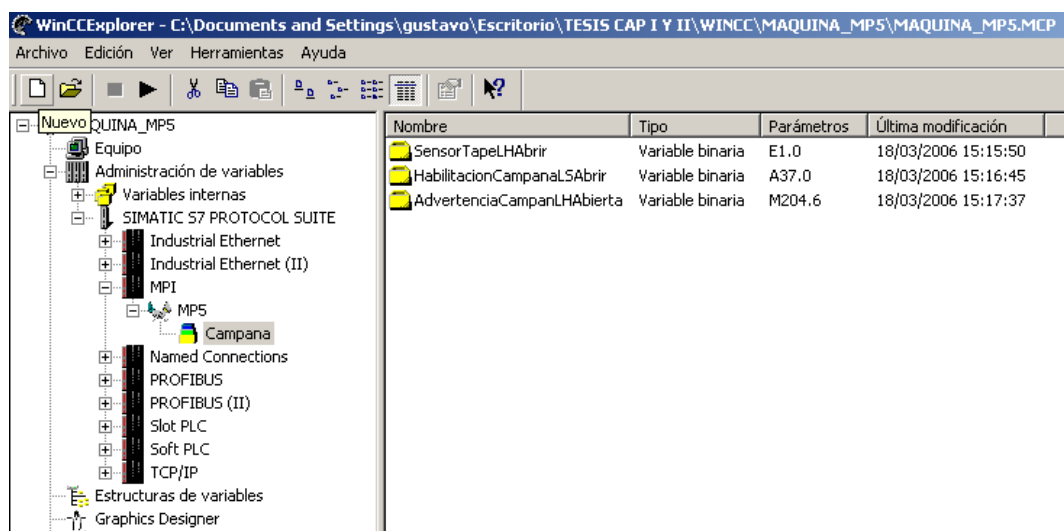 WinCCExplorer - C:\Documents and Settings\gustavo\Escritorio\TESIS CAP I Y II\WINCC\MAQUINA_MP5\MAQUINA_MP5.MCP
Archivo Edición Ver Herramientas Ayuda
Nuevo QUINA_MP5
Equipo
Administración de variables
Variables internas
SIMATIC S7 PROTOCOL SUITE
Industrial Ethernet
Industrial Ethernet (II)
MPI
MP5
Campana
Named Connections
PROFIBUS
PROFIBUS (II)
Slot PLC
Soft PLC
TCP/IP
Estructuras de variables
Graphics Designer
Nombre Tipo Parámetros Última modificación
SensorTapeLHAbrir Variable binaria E1.0 18/03/2006 15:15:50
HabilitacionCampanaLSAbrir Variable binaria A37.0 18/03/2006 15:16:45
AdvertenciaCampanLHAbierta Variable binaria M204.6 18/03/2006 15:17:37